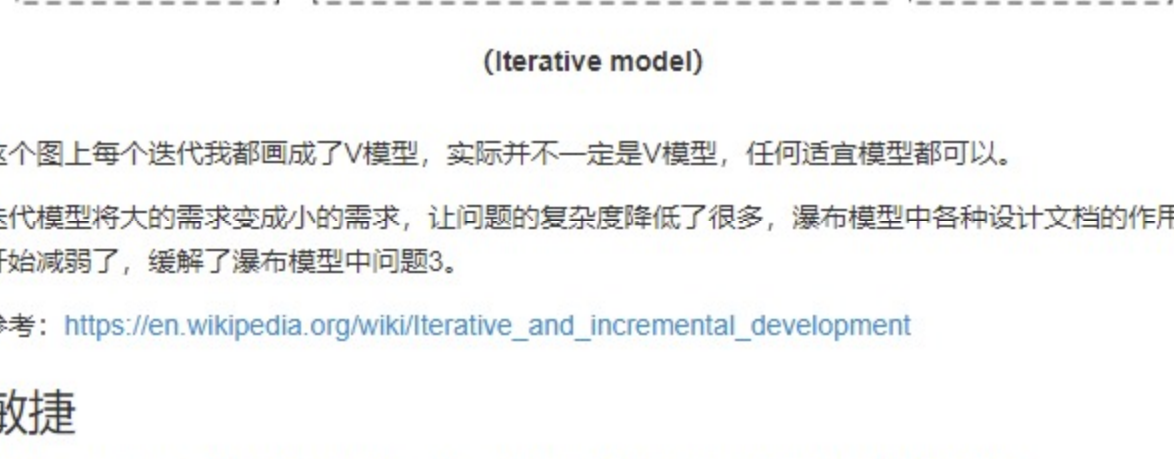 (Iterative model)
这个图上每个迭代我都画成了V模型，实际并不一定是V模型，任何适宜模型都可以。
迭代模型将大的需求变成小的需求，让问题的复杂度降低了很多，瀑布模型中各种设计文档的作用
开始减弱了，缓解了瀑布模型中问题3。
参考：https://en.wikipedia.org/wiki/Iterative_and_incremental_development
敏捷